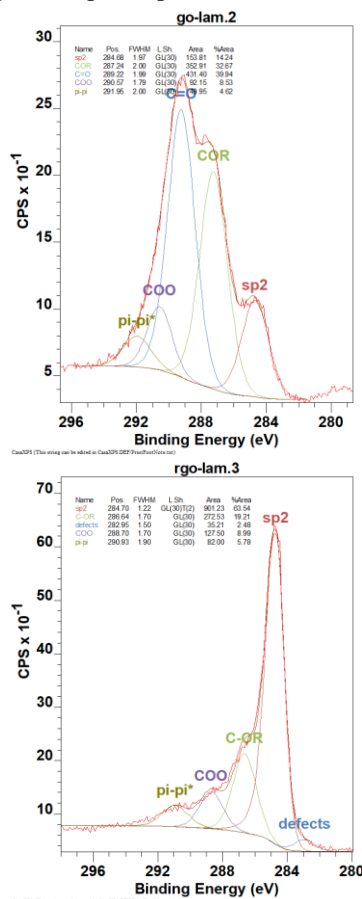 go-lam.2
Name Pos. FWHM L.Sh. Area %Area
sp2 284.68 1.97 GL(30) 153.81 14.24
COR 287.24 2.00 GL(30) 352.91 32.67
C=O 289.22 1.99 GL(30) 431.40 39.94
COO 290.57 1.79 GL(30) 92.15 8.53
pi-pi 291.95 2.00 GL(30) 4.62
C=O
COR
sp2
COO
pi-pi*
30
25
20
15
10
5
CPS x 10⁻¹
296 292 288 284 280
Binding Energy (eV)
CasaXPS (This string can be edited in CasaXPS.DEF/PrintFootNote.txt)
rgo-lam.3
Name Pos. FWHM L.Sh. Area %Area
sp2 284.70 1.22 GL(30)T(2) 901.23 63.54
C-OR 286.64 1.70 GL(30) 272.53 19.21
defects 282.95 1.50 GL(30) 35.21 2.48
COO 288.70 1.70 GL(30) 127.50 8.99
pi-pi 290.93 1.90 GL(30) 82.00 5.78
sp2
C-OR
COO
pi-pi*
defects
70
60
50
40
30
20
10
CPS x 10⁻¹
296 292 288 284 280
Binding Energy (eV)